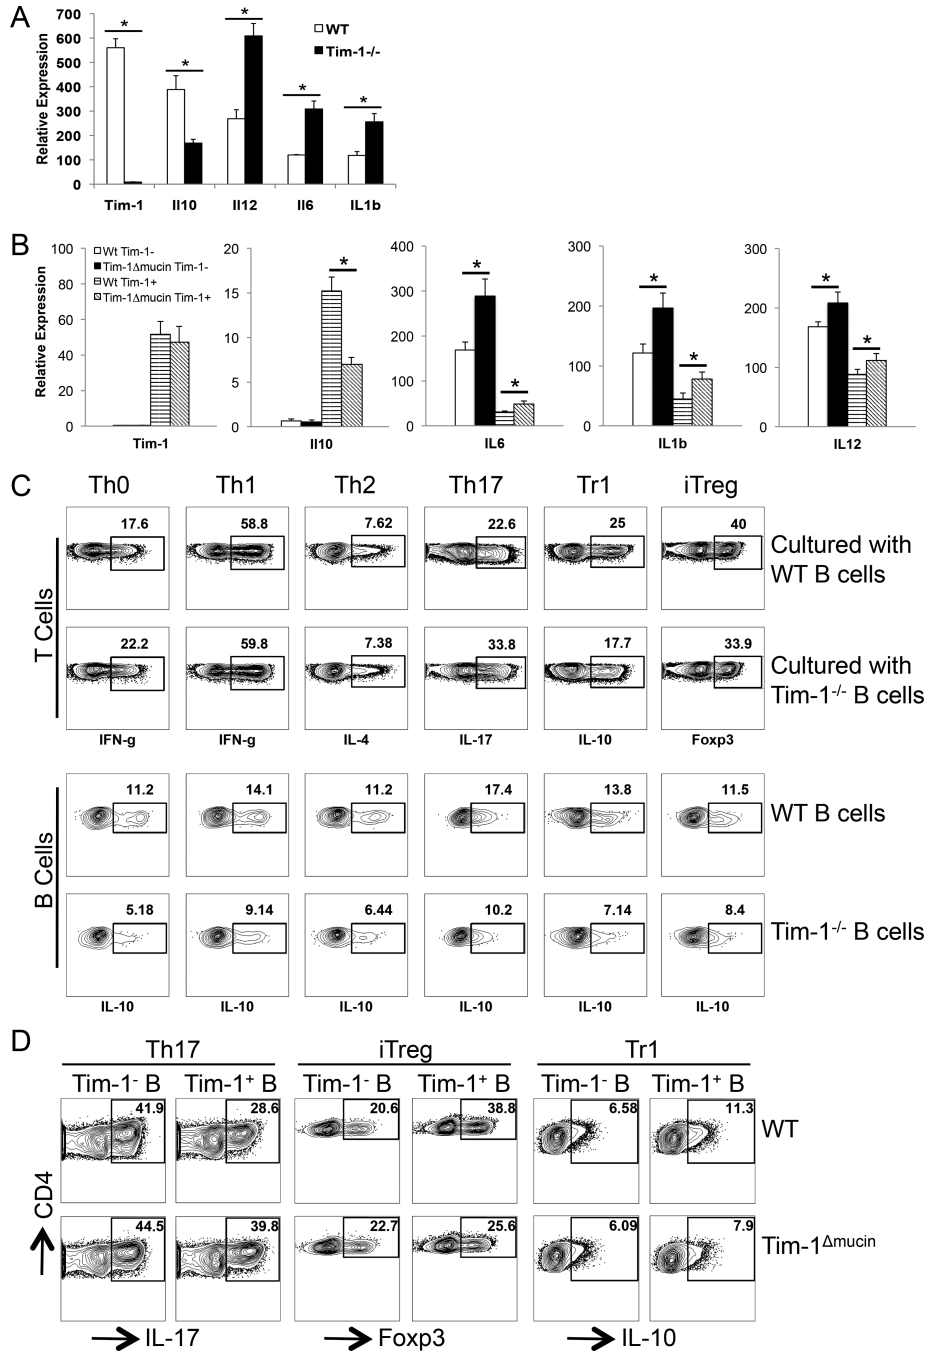 A
Relative Expression
700
600
500
400
300
200
100
0
*
*
*
*
*
WT
Tim-1-/-
Tim-1
Il10
Il12
Il6
IL1b
B
Relative Expression
100
80
60
40
20
0
Wt Tim-1-
Tim-1Δmucin Tim-1-
Wt Tim-1+
Tim-1Δmucin Tim-1+
Tim-1
20
15
10
5
0
*
Il10
400
300
200
100
0
*
*
IL6
300
200
100
0
*
*
IL1b
300
200
100
0
*
*
IL12
C
Th0
Th1
Th2
Th17
Tr1
iTreg
T Cells
17.6
58.8
7.62
22.6
25
40
Cultured with
WT B cells
22.2
59.8
7.38
33.8
17.7
33.9
Cultured with
Tim-1-/- B cells
IFN-g
IFN-g
IL-4
IL-17
IL-10
Foxp3
B Cells
11.2
14.1
11.2
17.4
13.8
11.5
WT B cells
5.18
9.14
6.44
10.2
7.14
8.4
Tim-1-/- B cells
IL-10
IL-10
IL-10
IL-10
IL-10
IL-10
D
Th17
iTreg
Tr1
Tim-1- B
Tim-1+ B
Tim-1- B
Tim-1+ B
Tim-1- B
Tim-1+ B
41.9
28.6
20.6
38.8
6.58
11.3
WT
44.5
39.8
22.7
25.6
6.09
7.9
Tim-1Δmucin
CD4
IL-17
Foxp3
IL-10